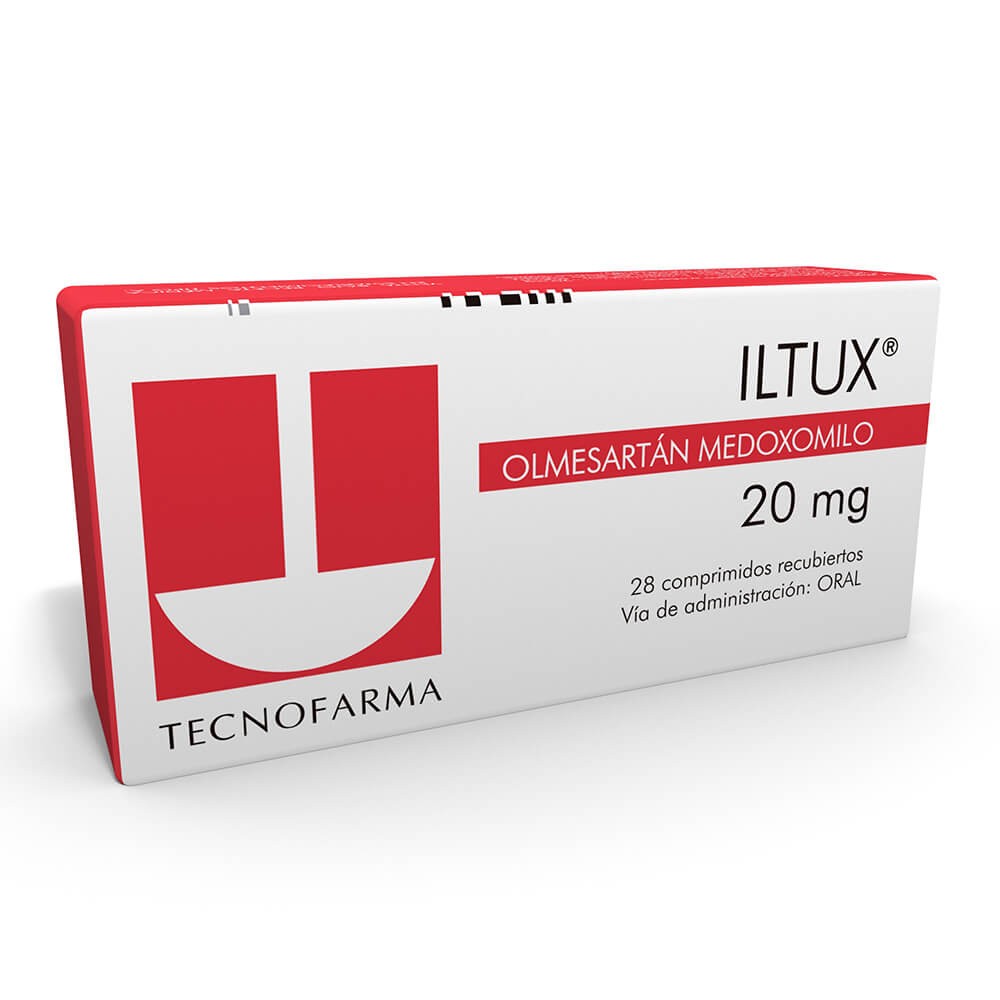 ILTUX®
OLMESARTÁN MEDOXOMILO
20 mg
28 comprimidos recubiertos
Vía de administración: ORAL
TECNOFARMA